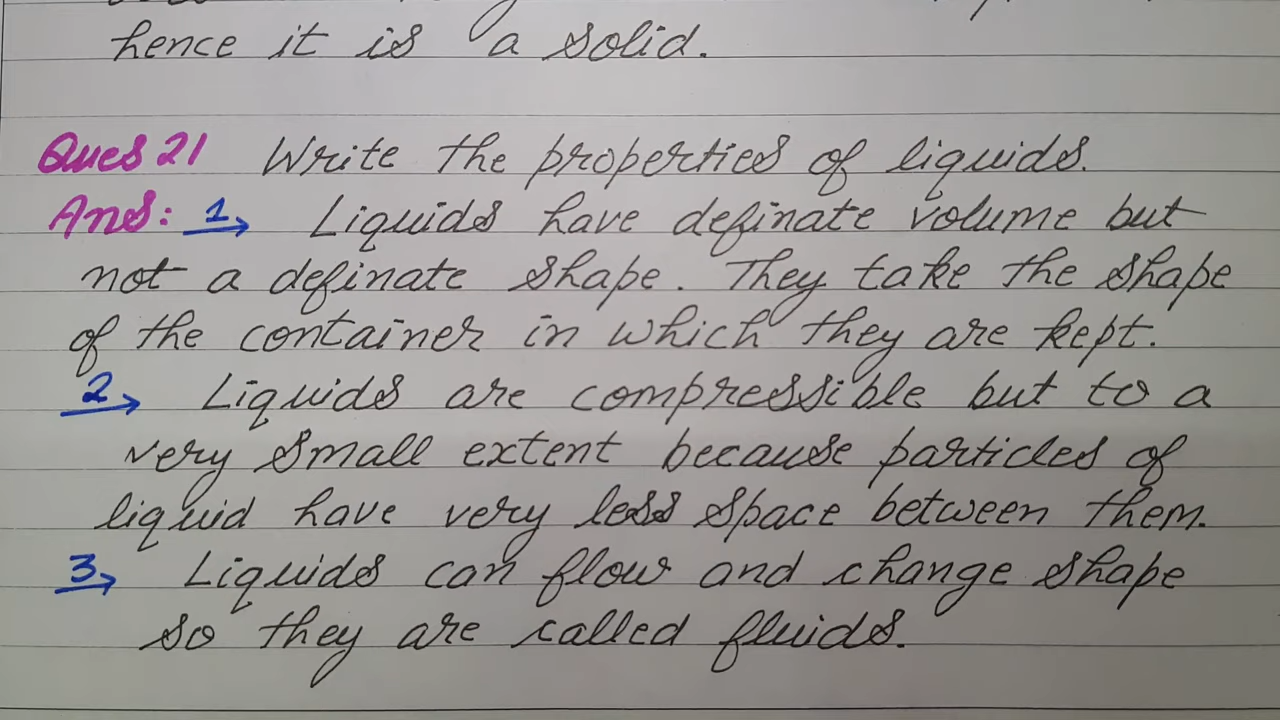 hence it is a solid.
Ques 21 Write the properties of liquids.
Ans: 1→ Liquids have definate volume but
not a definate shape. They take the shape
of the container in which they are kept.
2→ Liquids are compressible but to a
very small extent because particles of
liquid have very less space between them.
3→ Liquids can flow and change shape
so they are called fluids.